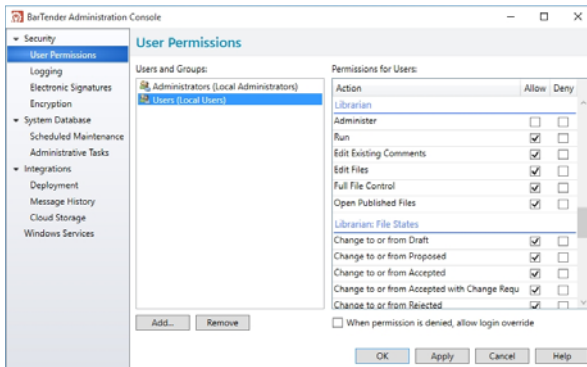 BarTender Administration Console
Security
User Permissions
Logging
Electronic Signatures
Encryption
System Database
Scheduled Maintenance
Administrative Tasks
Integrations
Deployment
Message History
Cloud Storage
Windows Services
User Permissions
Users and Groups:
Administrators (Local Administrators)
Users (Local Users)
Add...
Remove
Permissions for Users:
Action Allow Deny
Librarian
Administer
Run
Edit Existing Comments
Edit Files
Full File Control
Open Published Files
Librarian: File States
Change to or from Draft
Change to or from Proposed
Change to or from Accepted
Change to or from Accepted with Change Requ
Change to or from Rejected
When permission is denied, allow login override
OK
Apply
Cancel
Help